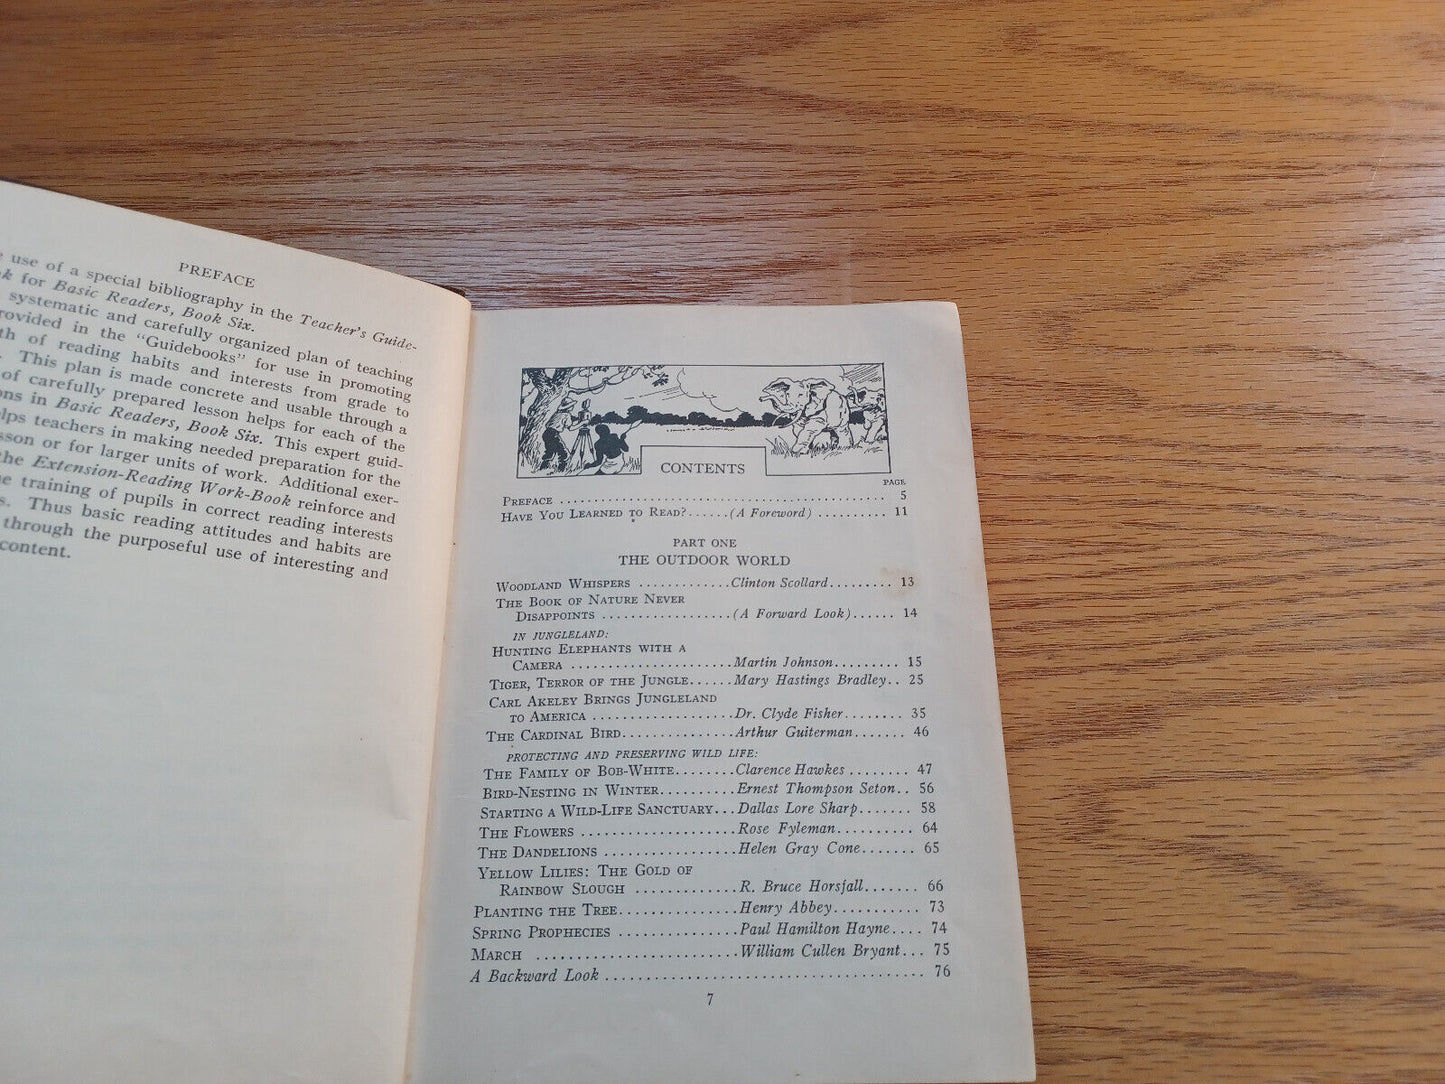 PREFACE
use of a special bibliography in the Teacher's Guide-
for Basic Readers, Book Six.
systematic and carefully organized plan of teaching
provided in the "Guidebooks" for use in promoting
of reading habits and interests from grade to
This plan is made concrete and usable through a
of carefully prepared lesson helps for each of the
in Basic Readers, Book Six. This expert guid-
teachers in making needed preparation for the
or for larger units of work. Additional exer-
the Extension-Reading Work-Book reinforce and
training of pupils in correct reading interests
Thus basic reading attitudes and habits are
through the purposeful use of interesting and
content.
CONTENTS
PAGE
PREFACE ........ 5
HAVE YOU LEARNED TO READ?......(A Foreword) .......... 11
PART ONE
THE OUTDOOR WORLD
WOODLAND WHISPERS .............Clinton Scollard......... 13
THE BOOK OF NATURE NEVER
DISAPPOINTS ...................(A Forward Look)...... 14
IN JUNGLELAND:
HUNTING ELEPHANTS WITH A
CAMERA .......................Martin Johnson......... 15
TIGER, TERROR OF THE JUNGLE......Mary Hastings Bradley.. 25
CARL AKELEY BRINGS JUNGLELAND
TO AMERICA ....................Dr. Clyde Fisher........ 35
THE CARDINAL BIRD................Arthur Guiterman........ 46
PROTECTING AND PRESERVING WILD LIFE:
THE FAMILY OF BOB-WHITE........Clarence Hawkes ........ 47
BIRD-NESTING IN WINTER..........Ernest Thompson Seton.. 56
STARTING A WILD-LIFE SANCTUARY...Dallas Lore Sharp....... 58
THE FLOWERS ....................Rose Fyleman.......... 64
THE DANDELIONS .................Helen Gray Cone....... 65
YELLOW LILIES: THE GOLD OF
RAINBOW SLOUGH .............R. Bruce Horsfall....... 66
PLANTING THE TREE...............Henry Abbey........... 73
SPRING PROPHECIES ...............Paul Hamilton Hayne.... 74
MARCH ..........................William Cullen Bryant... 75
A Backward Look ........ 76
7